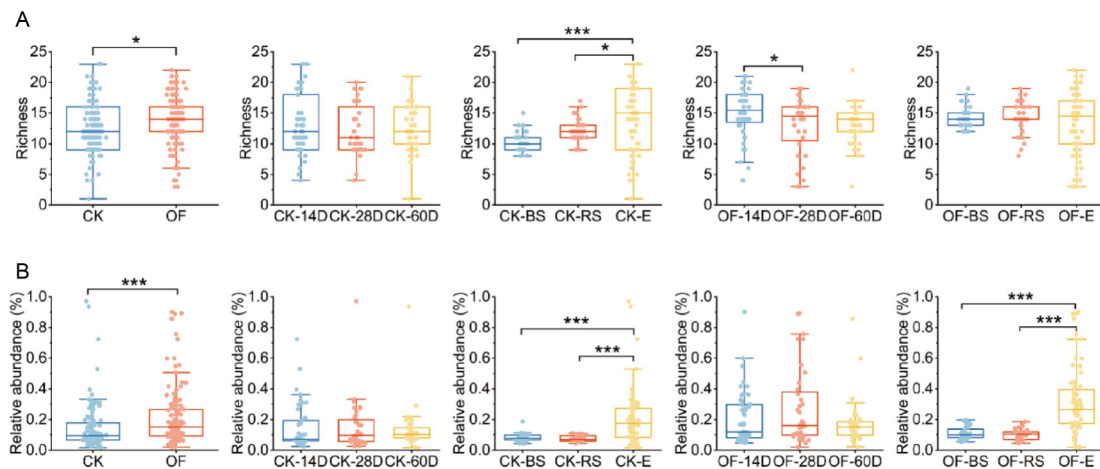 A
Richness
25
20
15
10
5
0
*
CK
OF
Richness
25
20
15
10
5
0
CK-14D CK-28D CK-60D
Richness
25
20
15
10
5
0
***
*
CK-BS CK-RS CK-E
Richness
25
20
15
10
5
0
*
OF-14D OF-28D OF-60D
Richness
25
20
15
10
5
0
OF-BS OF-RS OF-E
B
Relative abundance (%)
1.0
0.8
0.6
0.4
0.2
0.0
***
CK
OF
Relative abundance (%)
1.0
0.8
0.6
0.4
0.2
0.0
CK-14D CK-28D CK-60D
Relative abundance (%)
1.0
0.8
0.6
0.4
0.2
0.0
***
***
CK-BS CK-RS CK-E
Relative abundance (%)
1.0
0.8
0.6
0.4
0.2
0.0
OF-14D OF-28D OF-60D
Relative abundance (%)
1.0
0.8
0.6
0.4
0.2
0.0
***
***
OF-BS OF-RS OF-E